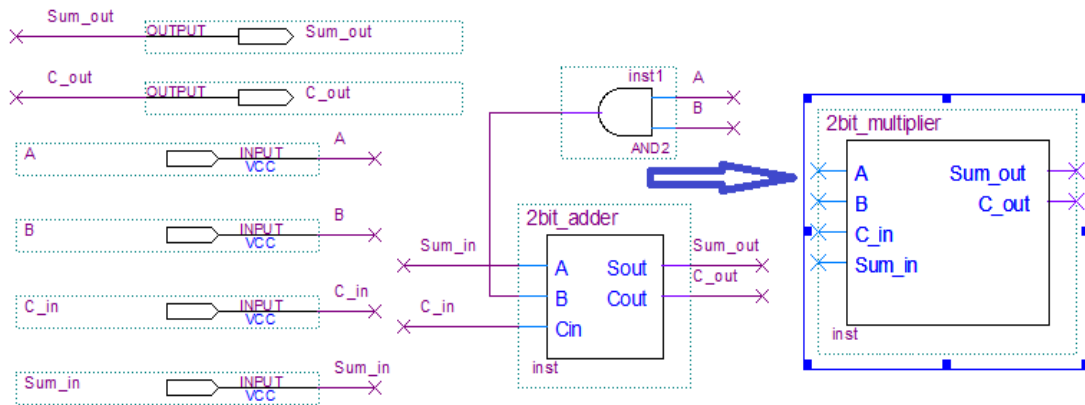 Sum_out
OUTPUT
Sum_out
C_out
OUTPUT
C_out
A
INPUT
VCC
A
B
INPUT
VCC
B
C_in
INPUT
VCC
C_in
Sum_in
INPUT
VCC
Sum_in
inst1
A
B
AND2
2bit_adder
Sum_in
A
Sout
Sum_out
B
Cout
C_out
C_in
Cin
inst
2bit_multiplier
A
Sum_out
B
C_out
C_in
Sum_in
inst